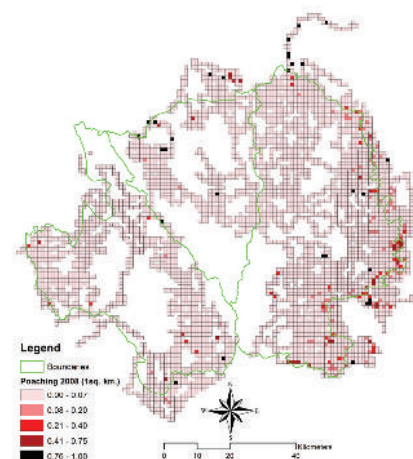 Legend
Boundaries
Poaching 2008 (1sq. km.)
0.00 - 0.07
0.08 - 0.20
0.21 - 0.40
0.41 - 0.75
0.76 - 1.00
N
W
E
S
0 10 20 40
Kilometers